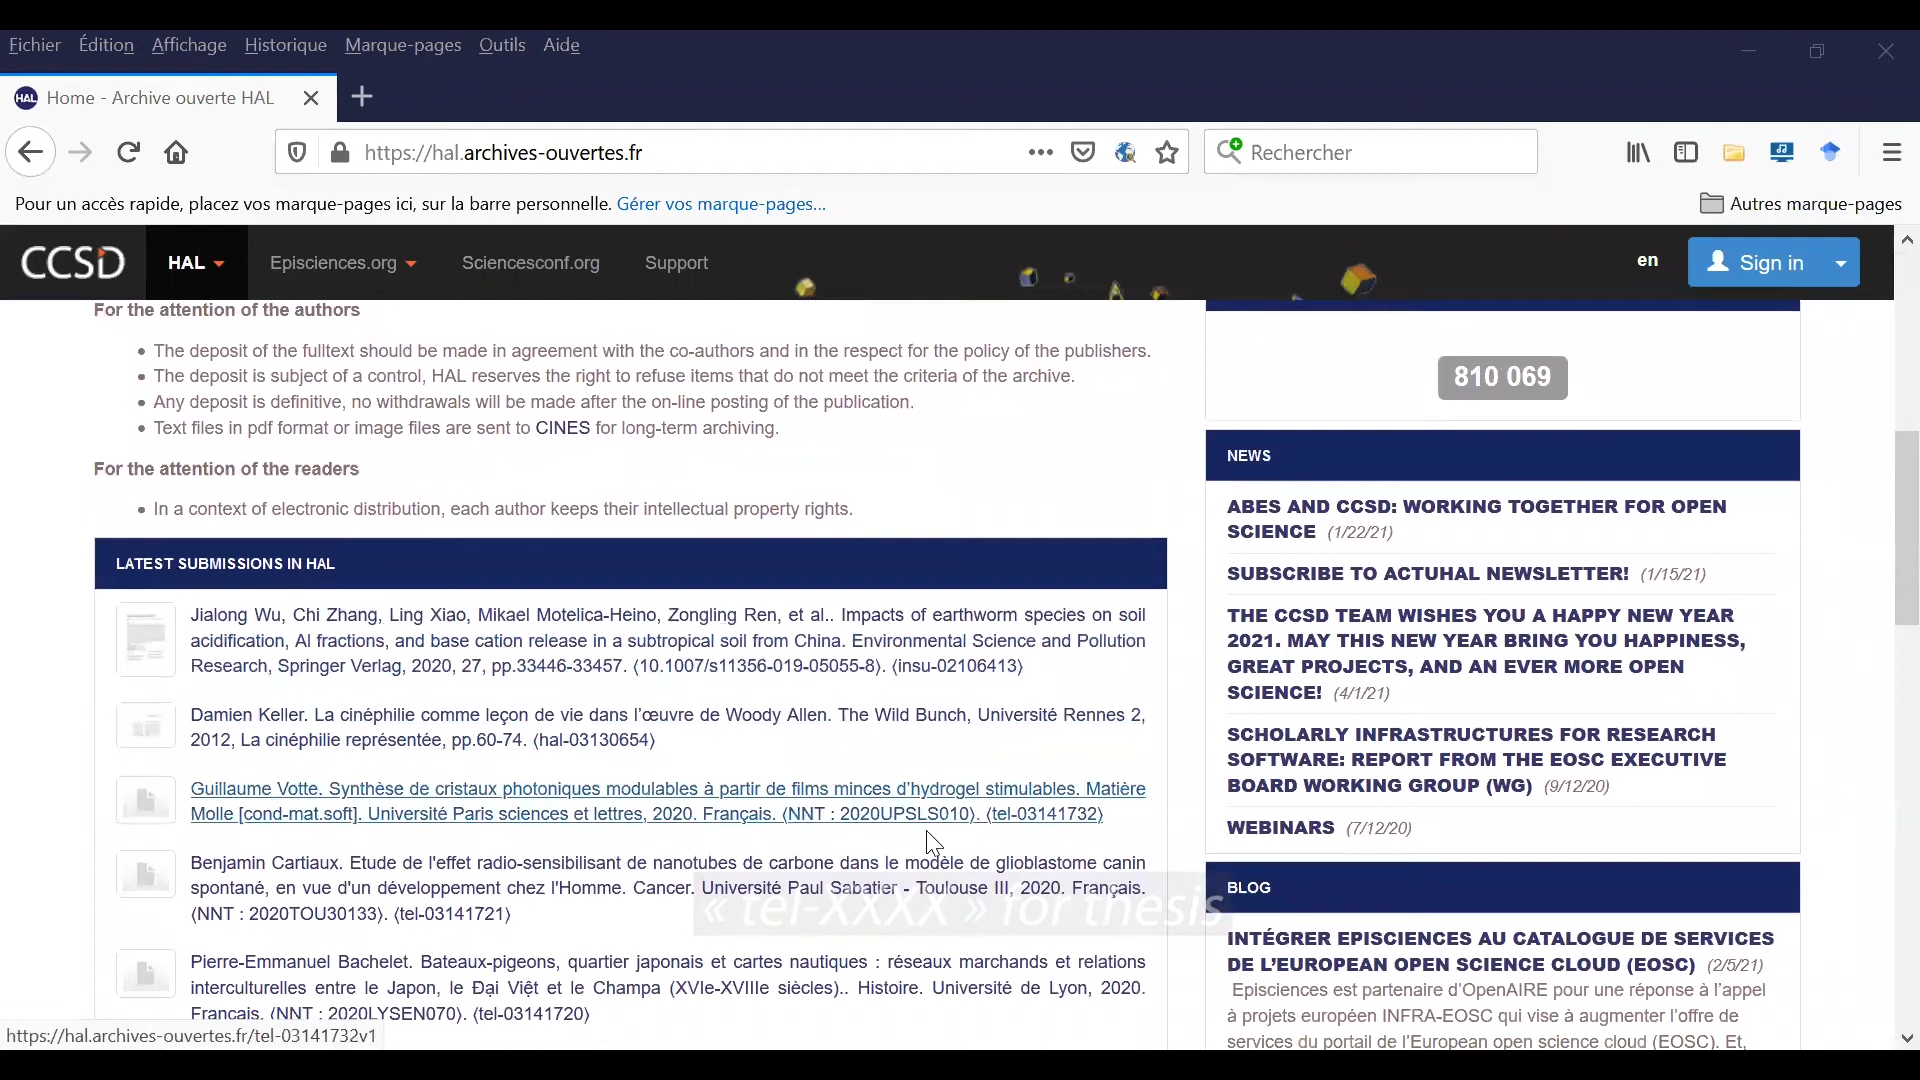 Fichier Édition Affichage Historique Marque-pages Outils Aide
HAL Home - Archive ouverte HAL
https://hal.archives-ouvertes.fr
Rechercher
Pour un accès rapide, placez vos marque-pages ici, sur la barre personnelle. Gérer vos marque-pages...
Autres marque-pages
CCSD HAL Episciences.org Sciencesconf.org Support
en Sign in
For the attention of the authors
• The deposit of the fulltext should be made in agreement with the co-authors and in the respect for the policy of the publishers.
• The deposit is subject of a control, HAL reserves the right to refuse items that do not meet the criteria of the archive.
• Any deposit is definitive, no withdrawals will be made after the on-line posting of the publication.
• Text files in pdf format or image files are sent to CINES for long-term archiving.
For the attention of the readers
• In a context of electronic distribution, each author keeps their intellectual property rights.
LATEST SUBMISSIONS IN HAL
Jialong Wu, Chi Zhang, Ling Xiao, Mikael Motelica-Heino, Zongling Ren, et al.. Impacts of earthworm species on soil
acidification, Al fractions, and base cation release in a subtropical soil from China. Environmental Science and Pollution
Research, Springer Verlag, 2020, 27, pp.33446-33457. ⟨10.1007/s11356-019-05055-8⟩. ⟨insu-02106413⟩
Damien Keller. La cinéphilie comme leçon de vie dans l'œuvre de Woody Allen. The Wild Bunch, Université Rennes 2,
2012, La cinéphilie représentée, pp.60-74. ⟨hal-03130654⟩
Guillaume Votte. Synthèse de cristaux photoniques modulables à partir de films minces d'hydrogel stimulables. Matière
Molle [cond-mat.soft]. Université Paris sciences et lettres, 2020. Français. ⟨NNT : 2020UPSLS010⟩. ⟨tel-03141732⟩
Benjamin Cartiaux. Etude de l'effet radio-sensibilisant de nanotubes de carbone dans le modèle de glioblastome canin
spontané, en vue d'un développement chez l'Homme. Cancer. Université Paul Sabatier - Toulouse III, 2020. Français.
⟨NNT : 2020TOU30133⟩. ⟨tel-03141721⟩
« tel-XXXX » for thesis
Pierre-Emmanuel Bachelet. Bateaux-pigeons, quartier japonais et cartes nautiques : réseaux marchands et relations
interculturelles entre le Japon, le Đại Việt et le Champa (XVIe-XVIIIe siècles).. Histoire. Université de Lyon, 2020.
Français. ⟨NNT : 2020LYSEN070⟩. ⟨tel-03141720⟩
https://hal.archives-ouvertes.fr/tel-03141732v1
810 069
NEWS
ABES AND CCSD: WORKING TOGETHER FOR OPEN
SCIENCE (1/22/21)
SUBSCRIBE TO ACTUHAL NEWSLETTER! (1/15/21)
THE CCSD TEAM WISHES YOU A HAPPY NEW YEAR
2021. MAY THIS NEW YEAR BRING YOU HAPPINESS,
GREAT PROJECTS, AND AN EVER MORE OPEN
SCIENCE! (4/1/21)
SCHOLARLY INFRASTRUCTURES FOR RESEARCH
SOFTWARE: REPORT FROM THE EOSC EXECUTIVE
BOARD WORKING GROUP (WG) (9/12/20)
WEBINARS (7/12/20)
BLOG
INTÉGRER EPISCIENCES AU CATALOGUE DE SERVICES
DE L'EUROPEAN OPEN SCIENCE CLOUD (EOSC) (2/5/21)
Episciences est partenaire d'OpenAIRE pour une réponse à l'appel
à projets européen INFRA-EOSC qui vise à augmenter l'offre de
services du portail de l'European open science cloud (EOSC). Et,